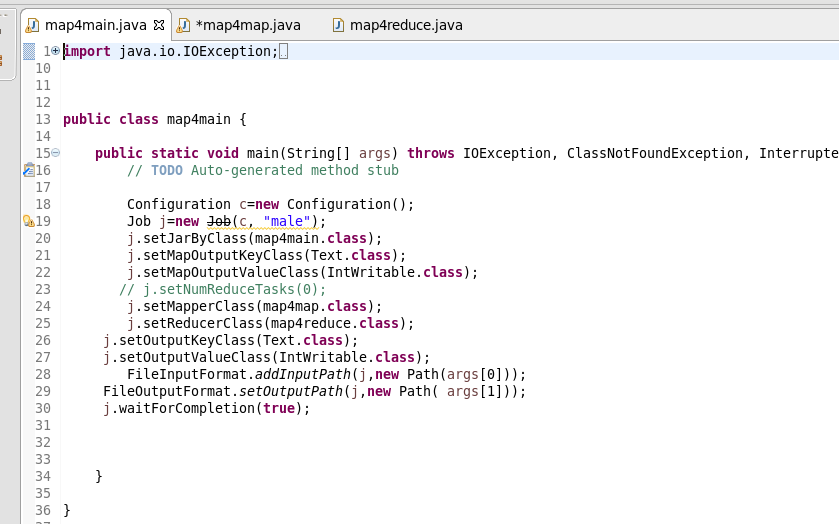 map4main.java *map4map.java map4reduce.java
1 import java.io.IOException;
10
11
12
13 public class map4main {
14
15 public static void main(String[] args) throws IOException, ClassNotFoundException, Interrupte
16 // TODO Auto-generated method stub
17
18 Configuration c=new Configuration();
19 Job j=new Job(c, "male");
20 j.setJarByClass(map4main.class);
21 j.setMapOutputKeyClass(Text.class);
22 j.setMapOutputValueClass(IntWritable.class);
23 // j.setNumReduceTasks(0);
24 j.setMapperClass(map4map.class);
25 j.setReducerClass(map4reduce.class);
26 j.setOutputKeyClass(Text.class);
27 j.setOutputValueClass(IntWritable.class);
28 FileInputFormat.addInputPath(j,new Path(args[0]));
29 FileOutputFormat.setOutputPath(j,new Path( args[1]));
30 j.waitForCompletion(true);
31
32
33
34 }
35
36 }